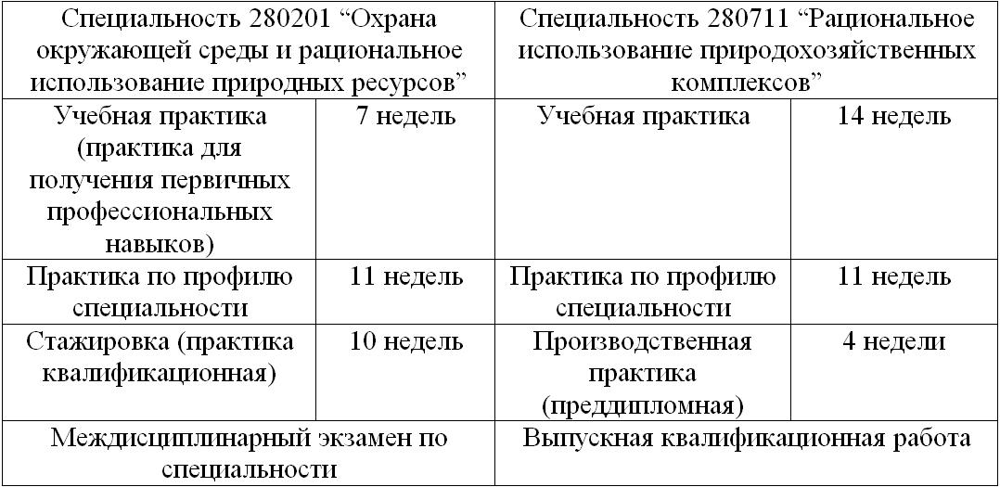 Специальность 280201 “Охрана
окружающей среды и рациональное
использование природных ресурсов”
Специальность 280711 “Рациональное
использование природохозяйственных
комплексов”
Учебная практика
(практика для
получения первичных
профессиональных
навыков)
7 недель
Учебная практика
14 недель
Практика по профилю
специальности
11 недель
Практика по профилю
специальности
11 недель
Стажировка (практика
квалификационная)
10 недель
Производственная
практика
(преддипломная)
4 недели
Междисциплинарный экзамен по
специальности
Выпускная квалификационная работа